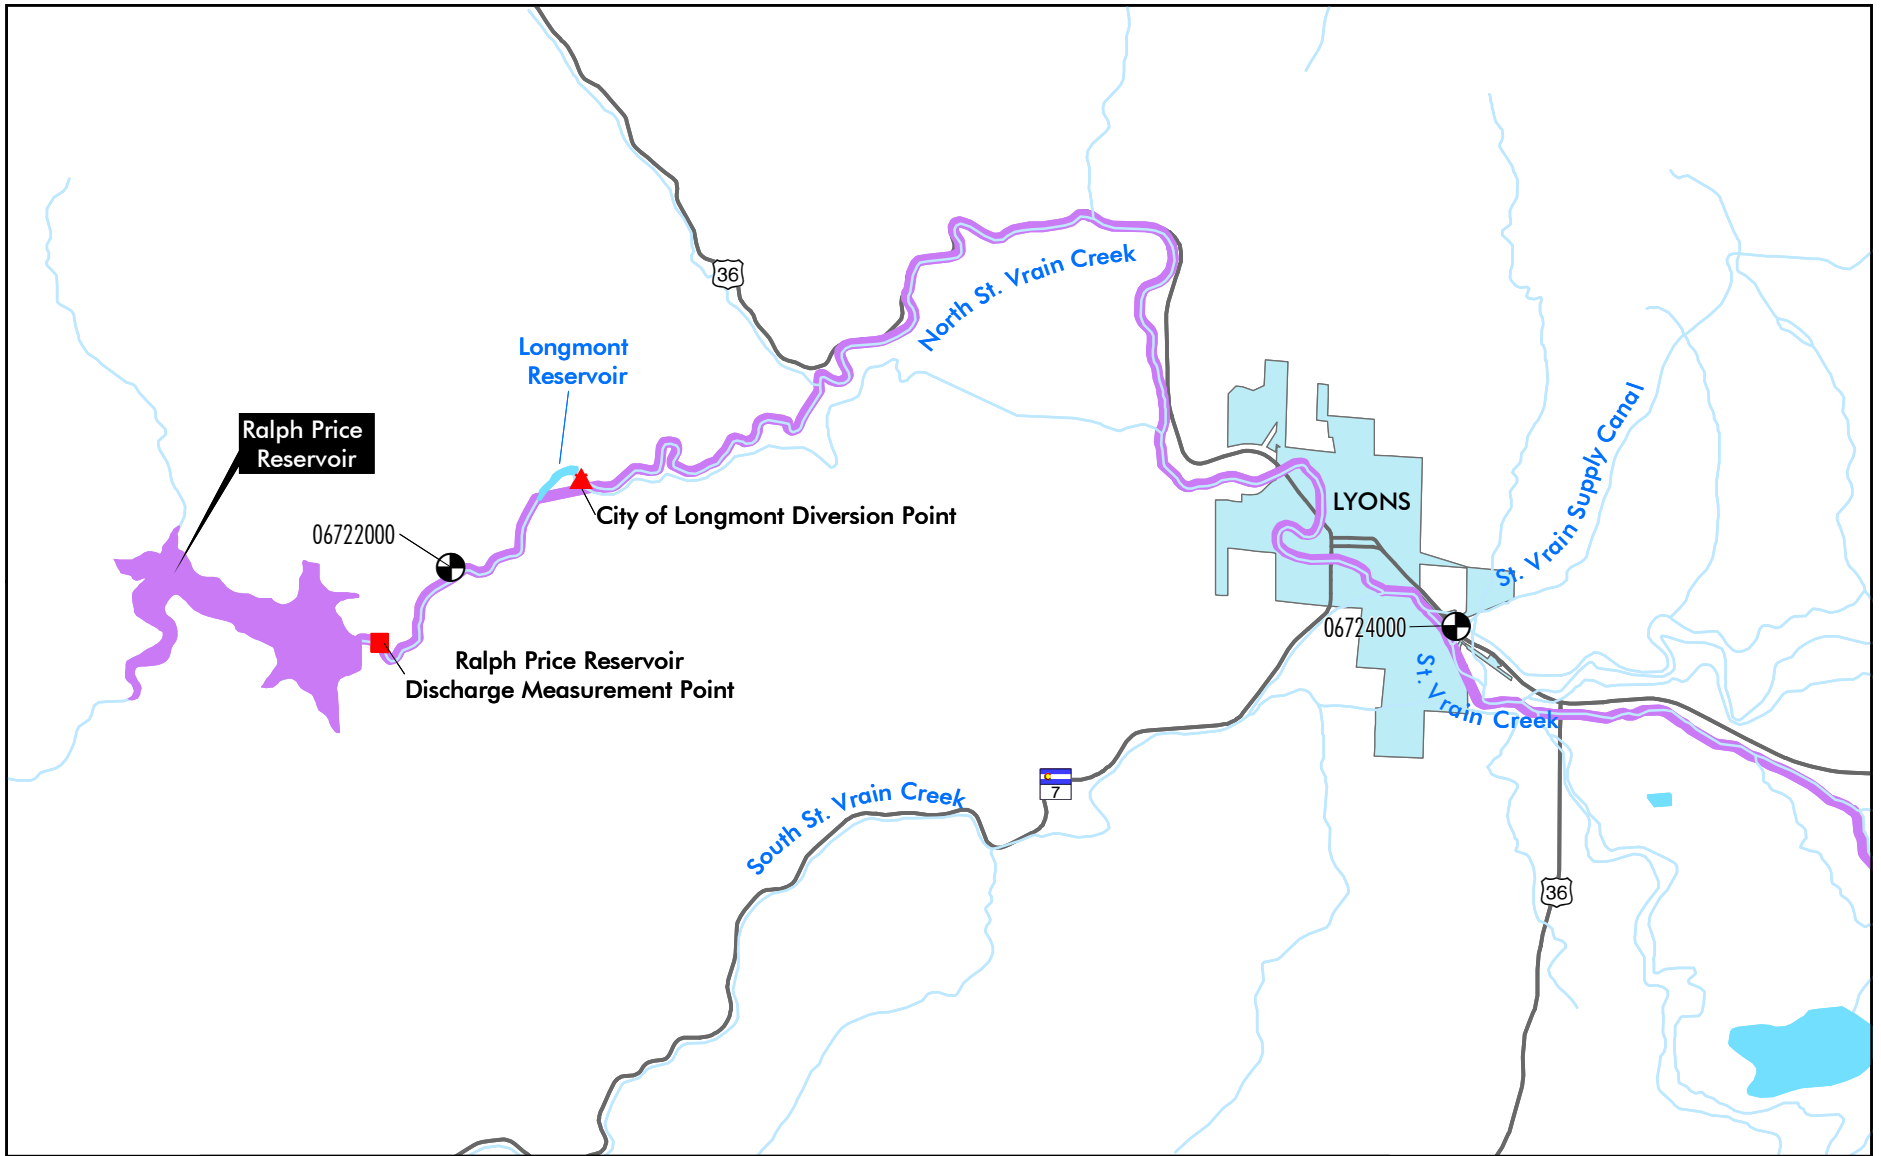 36
North St. Vrain Creek
Longmont
Reservoir
Ralph Price
Reservoir
City of Longmont Diversion Point
06722000
LYONS
St. Vrain Supply Canal
06724000
Ralph Price Reservoir
Discharge Measurement Point
St. Vrain Creek
C
7
South St. Vrain Creek
36